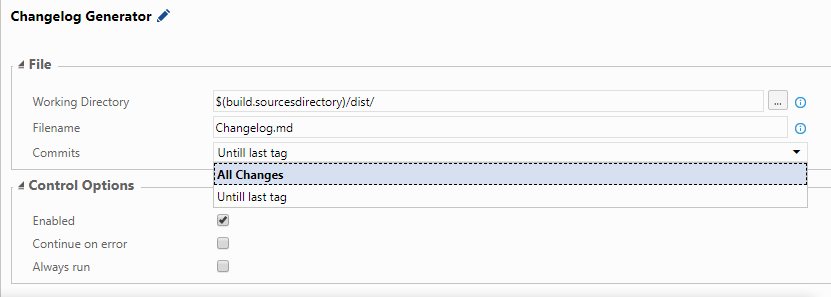 Changelog Generator
File
Working Directory $(build.sourcesdirectory)/dist/ ...
Filename Changelog.md
Commits Untill last tag
All Changes
Control Options
Untill last tag
Enabled
Continue on error
Always run